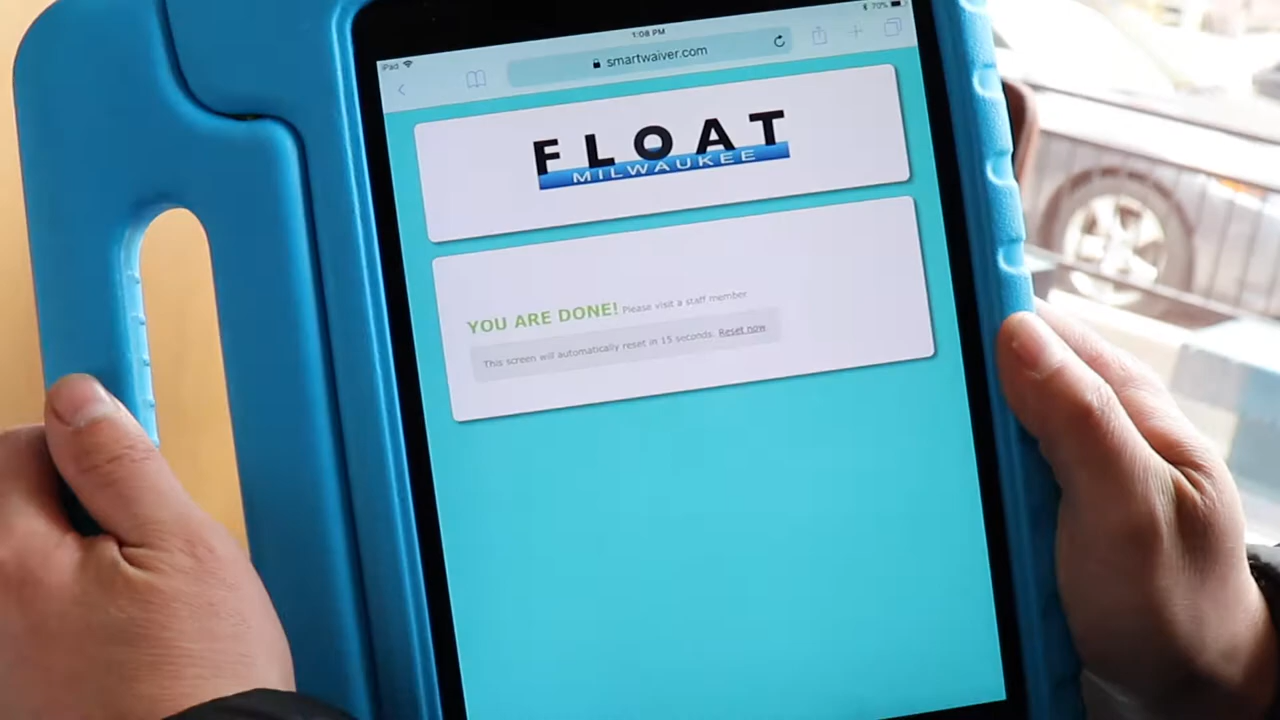 iPad 1:08 PM 70%
smartwaiver.com
FLOAT
MILWAUKEE
YOU ARE DONE! Please visit a staff member
This screen will automatically reset in 15 seconds. Reset now